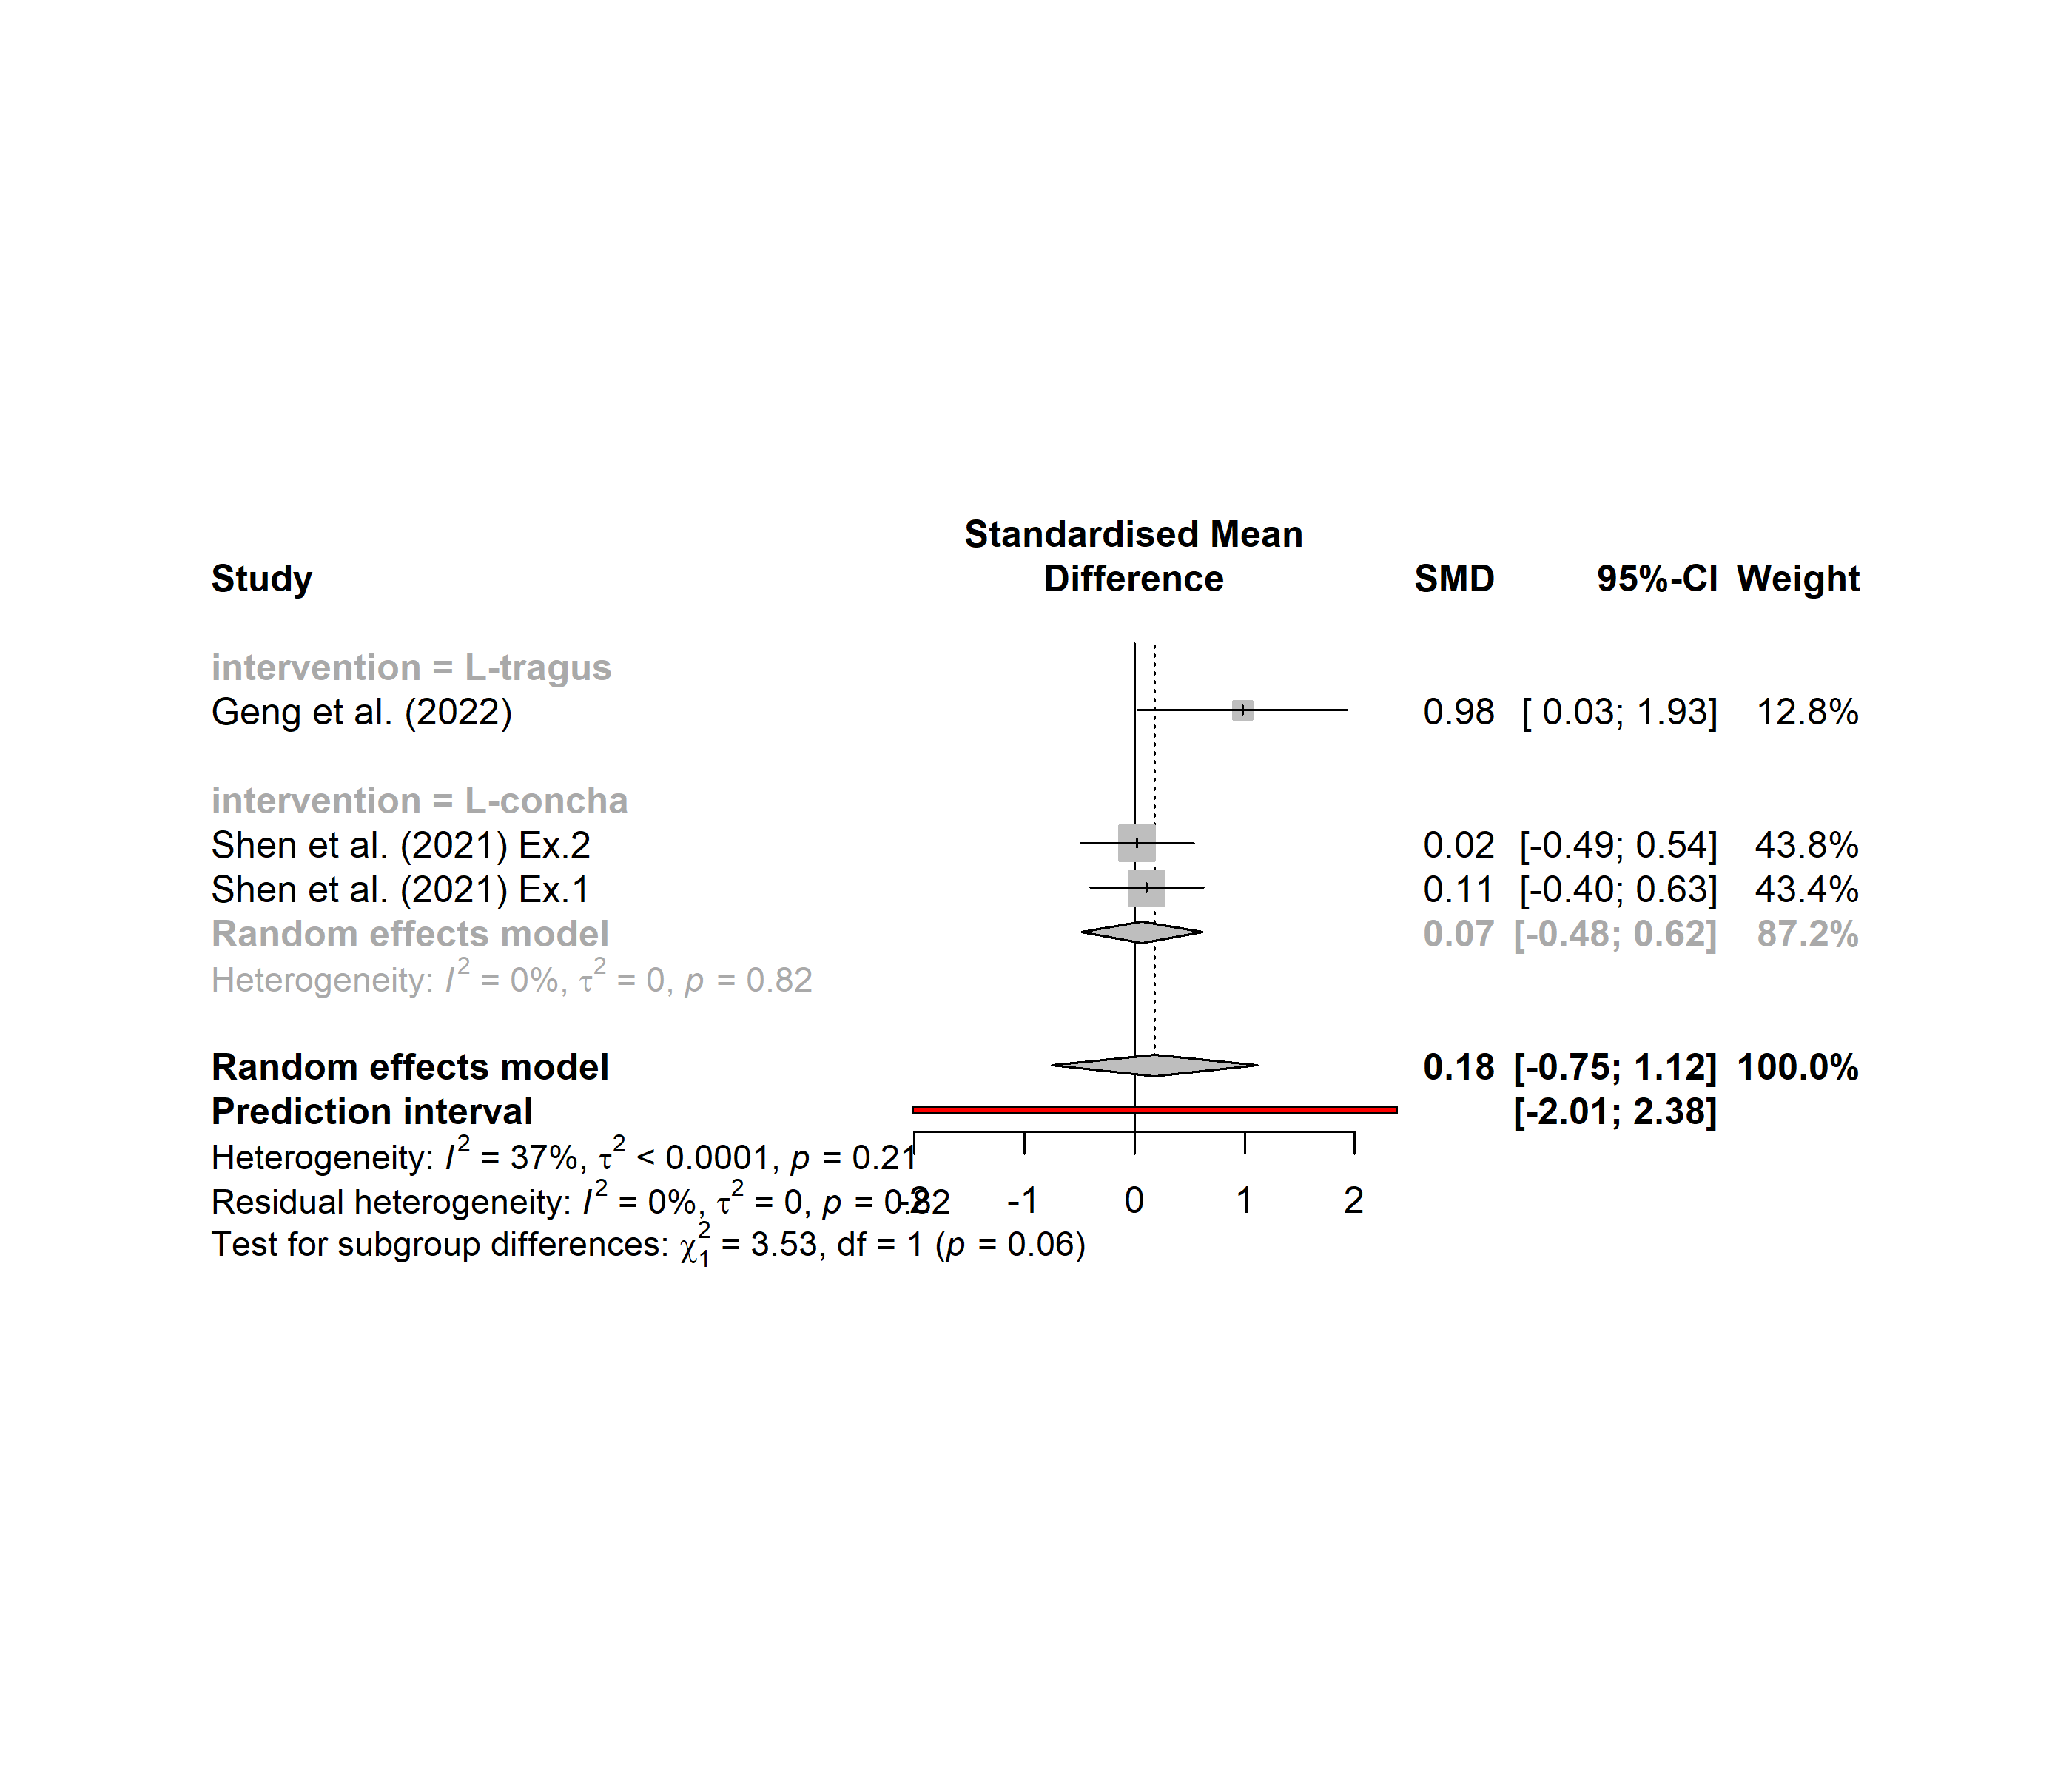 Standardised Mean
Study Difference SMD 95%-CI Weight
intervention = L-tragus
Geng et al. (2022) 0.98 [ 0.03; 1.93] 12.8%
intervention = L-concha
Shen et al. (2021) Ex.2 0.02 [-0.49; 0.54] 43.8%
Shen et al. (2021) Ex.1 0.11 [-0.40; 0.63] 43.4%
Random effects model 0.07 [-0.48; 0.62] 87.2%
Heterogeneity: I² = 0%, τ² = 0, p = 0.82
Random effects model 0.18 [-0.75; 1.12] 100.0%
Prediction interval [-2.01; 2.38]
Heterogeneity: I² = 37%, τ² < 0.0001, p = 0.21
Residual heterogeneity: I² = 0%, τ² = 0, p = 0.82
-2 -1 0 1 2
Test for subgroup differences: χ²₁ = 3.53, df = 1 (p = 0.06)